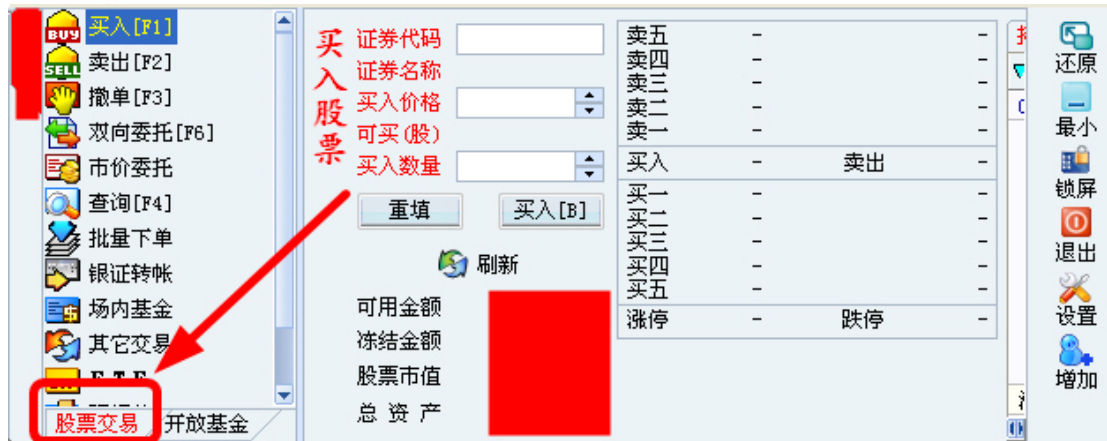 买入[F1]
卖出[F2]
撤单[F3]
双向委托[F6]
市价委托
查询[F4]
批量下单
银证转帐
场内基金
其它交易
E T F
股票交易
开放基金
买入股票
证券代码
证券名称
买入价格
可买(股)
买入数量
重填
买入[B]
刷新
可用金额
冻结金额
股票市值
总 资 产
卖五 - -
卖四 - -
卖三 - -
卖二 - -
卖一 - -
买入 - 卖出 -
买一 - -
买二 - -
买三 - -
买四 - -
买五 - -
涨停 - 跌停 -
还原
最小
锁屏
退出
设置
增加